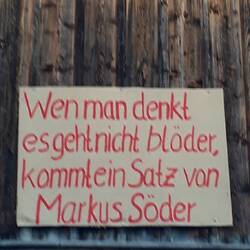 Wen man denkt
es geht nicht blöder,
kommt ein Satz von
Markus Söder